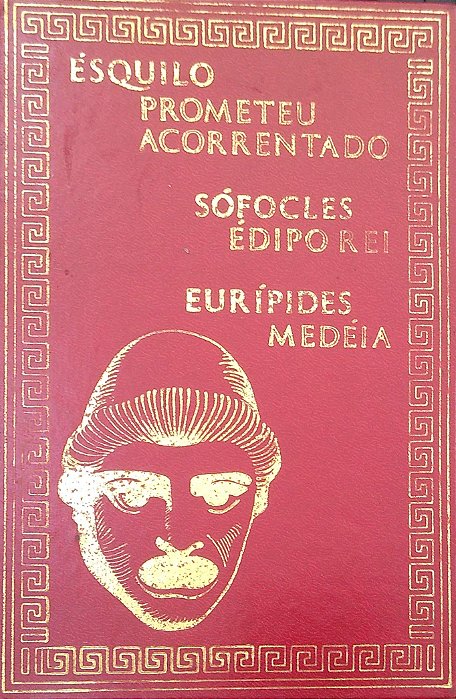 ÉSQUILO
PROMETEU
ACORRENTADO
SÓFOCLES
ÉDIPO REI
EURÍPIDES
MEDÉIA